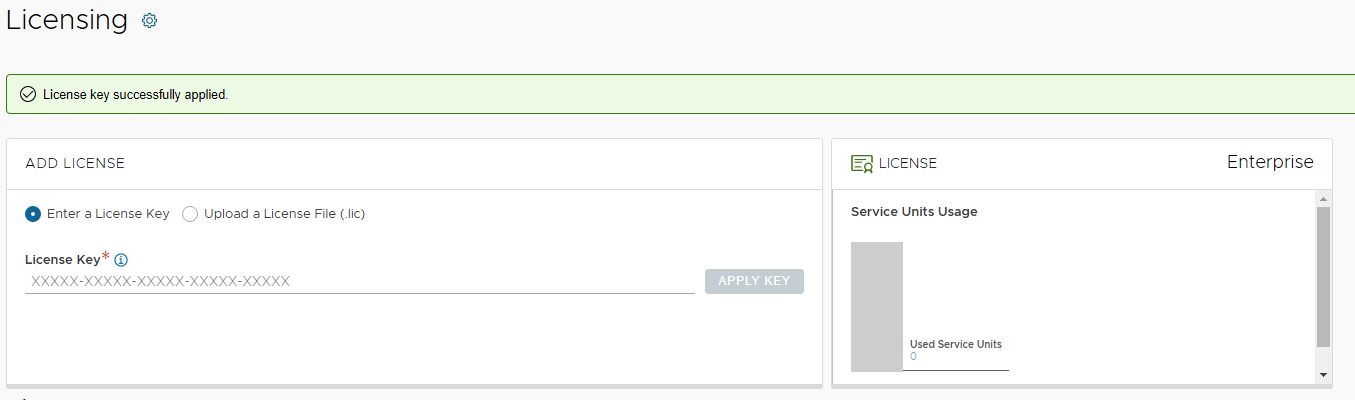 Licensing
License key successfully applied.
ADD LICENSE
Enter a License Key
Upload a License File (.lic)
License Key*
XXXXX-XXXXX-XXXXX-XXXXX-XXXXX
APPLY KEY
LICENSE
Enterprise
Service Units Usage
Used Service Units
0